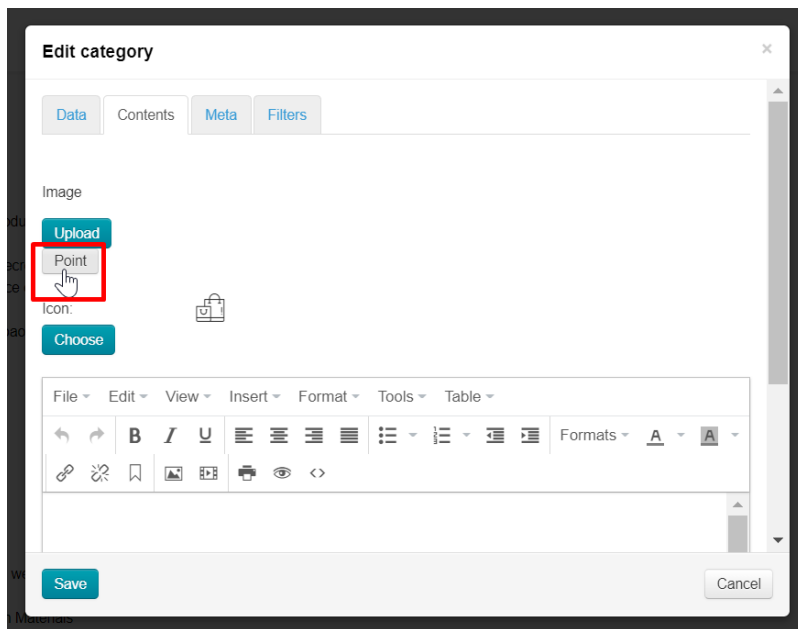 Edit category
×
Data Contents Meta Filters
Image
Upload
Point
Icon:
Choose
File Edit View Insert Format Tools Table
B I U Formats A A
Save Cancel
Materials